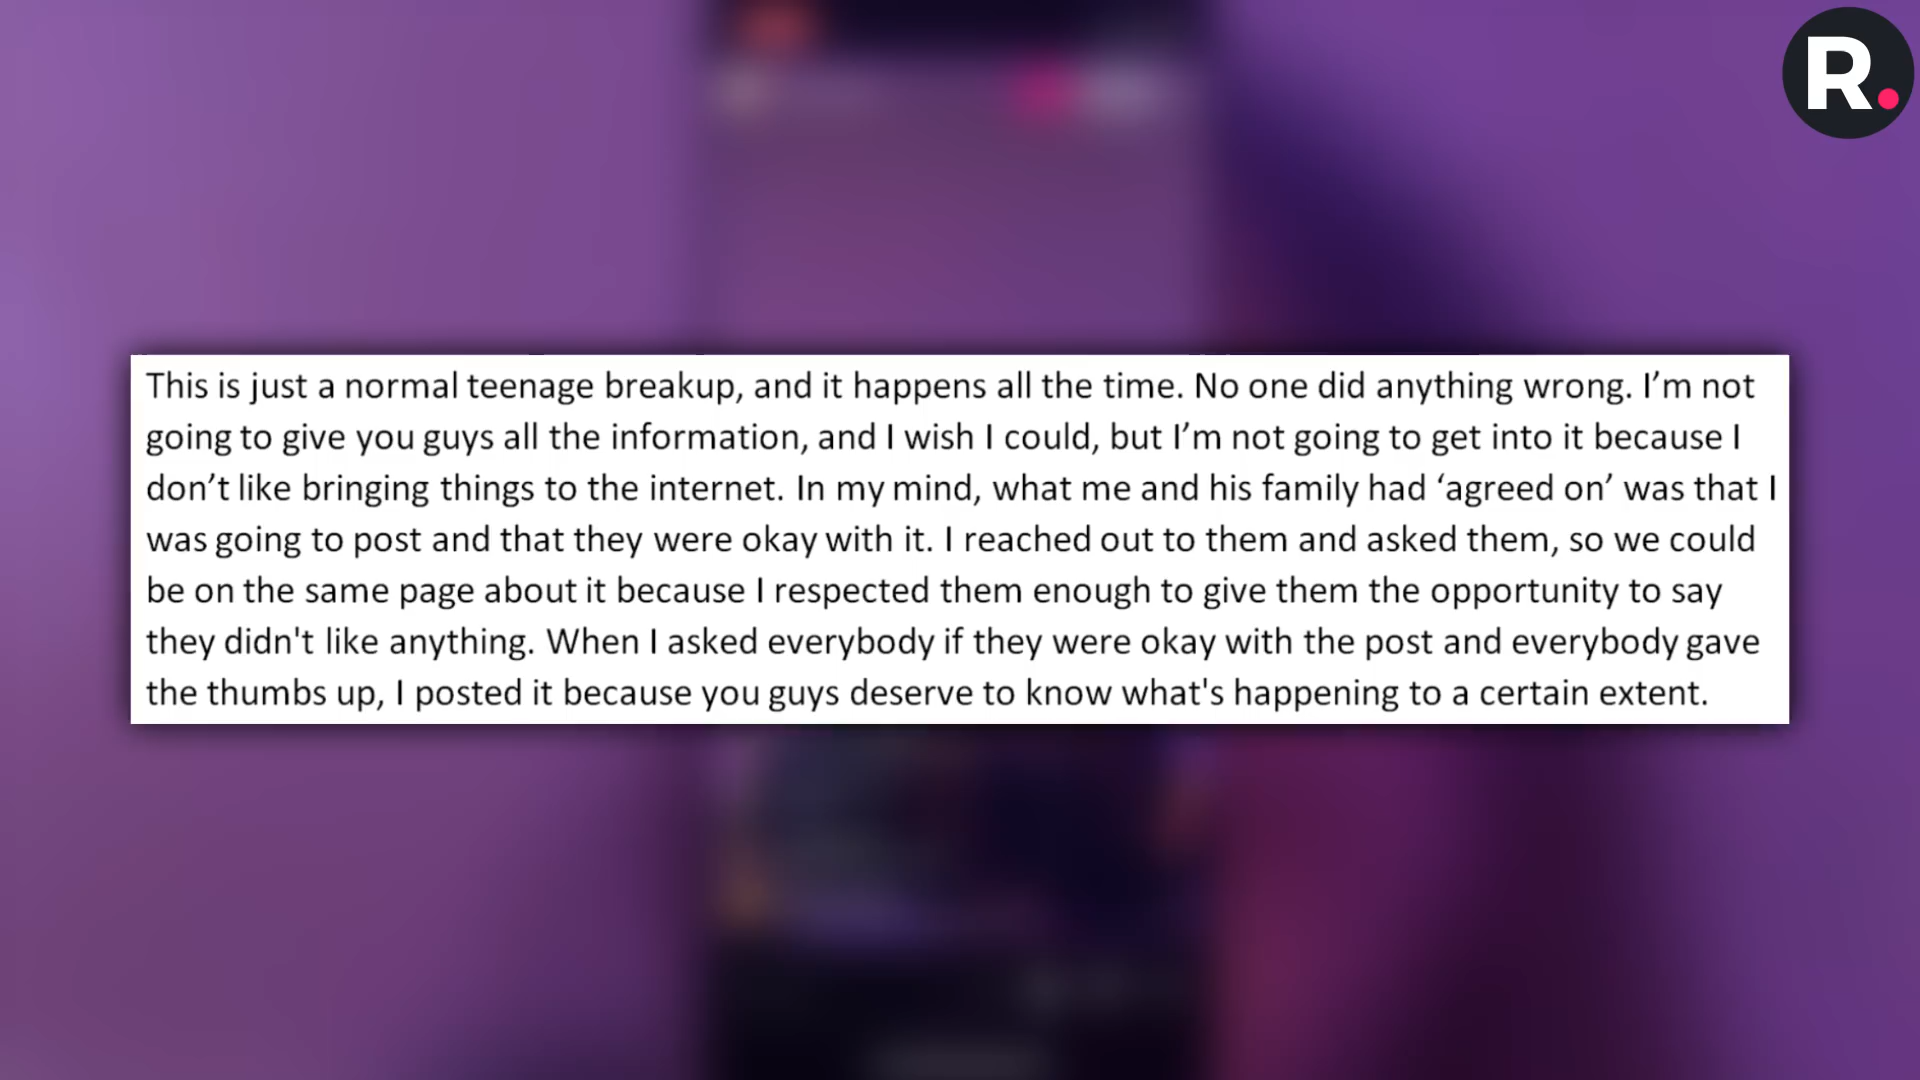 R.
This is just a normal teenage breakup, and it happens all the time. No one did anything wrong. I’m not
going to give you guys all the information, and I wish I could, but I’m not going to get into it because I
don’t like bringing things to the internet. In my mind, what me and his family had ‘agreed on’ was that I
was going to post and that they were okay with it. I reached out to them and asked them, so we could
be on the same page about it because I respected them enough to give them the opportunity to say
they didn't like anything. When I asked everybody if they were okay with the post and everybody gave
the thumbs up, I posted it because you guys deserve to know what's happening to a certain extent.